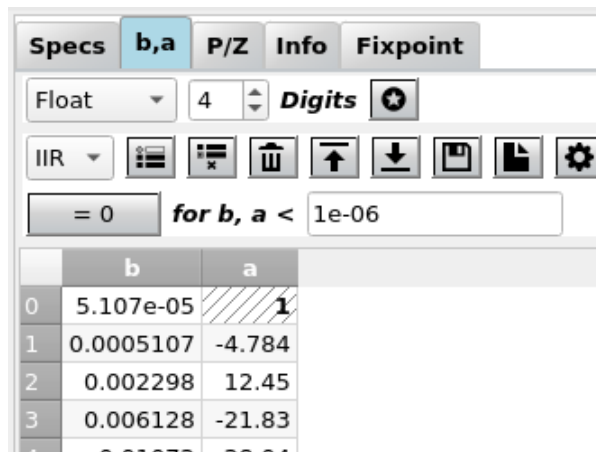 Specs b,a P/Z Info Fixpoint
Float 4 Digits
IIR
= 0 for b, a < 1e-06
b a
0 5.107e-05 1
1 0.0005107 -4.784
2 0.002298 12.45
3 0.006128 -21.83